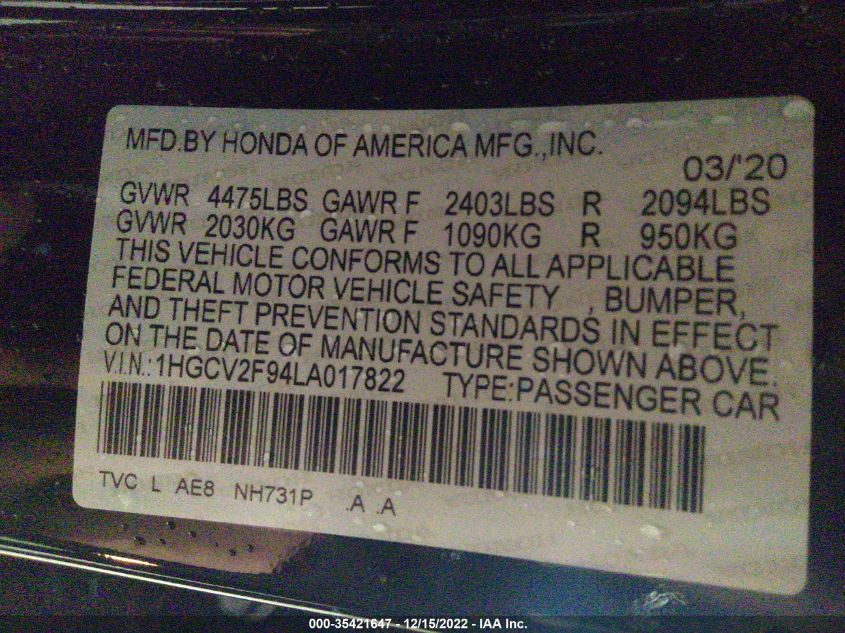 MFD.BY HONDA OF AMERICA MFG.,INC.
03/'20
GVWR 4475LBS GAWR F 2403LBS R 2094LBS
GVWR 2030KG GAWR F 1090KG R 950KG
THIS VEHICLE CONFORMS TO ALL APPLICABLE
FEDERAL MOTOR VEHICLE SAFETY , BUMPER,
AND THEFT PREVENTION STANDARDS IN EFFECT
ON THE DATE OF MANUFACTURE SHOWN ABOVE.
V.I.N.:1HGCV2F94LA017822 TYPE:PASSENGER CAR
TVC L AE8 NH731P .A .A
000-35421647 - 12/15/2022 - IAA Inc.